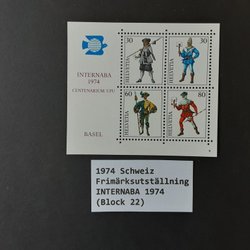 30
30
INTERNABA
1974
CENTENARIUM UPU
HELVETIA
HELVETIA
60
80
HELVETIA
HELVETIA
BASEL
1974 Schweiz
Frimärksutställning
INTERNABA 1974
(Block 22)